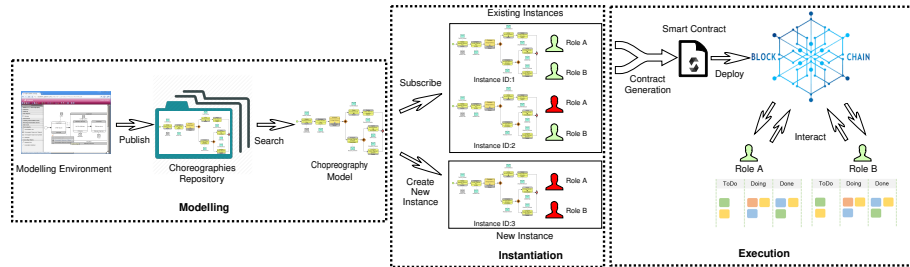 Modelling Environment
Publish
Choreographies
Repository
Search
Chopreography
Model
Modelling
Subscribe
Create
New
Instance
Existing Instances
Role A
Role B
Instance ID:1
Role A
Role B
Instance ID:2
Role A
Role B
Instance ID:3
New Instance
Instantiation
Contract
Generation
Smart Contract
Deploy
BLOCK CHAIN
Interact
Role A
Role B
ToDo Doing Done
ToDo Doing Done
Execution